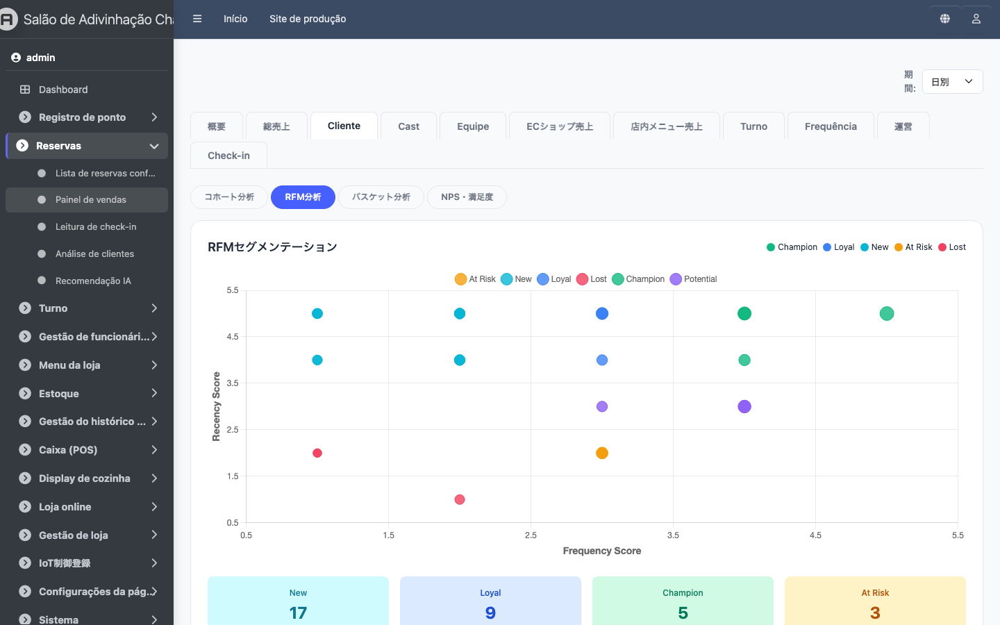 Salão de Adivinhação Cha
Início
Site de produção
admin
Dashboard
Registro de ponto
Reservas
Lista de reservas conf...
Painel de vendas
Leitura de check-in
Análise de clientes
Recomendação IA
Turno
Gestão de funcionári...
Menu da loja
Estoque
Gestão do histórico ...
Caixa (POS)
Display de cozinha
Loja online
Gestão de loja
IoT制御登録
Configurações da pág...
Sistema
期間:
日別
概要
総売上
Cliente
Cast
Equipe
ECショップ売上
店内メニュー売上
Turno
Frequência
運営
Check-in
コホート分析
RFM分析
バスケット分析
NPS・満足度
RFMセグメンテーション
Champion Loyal New At Risk Lost
At Risk New Loyal Lost Champion Potential
5.5
4.5
3.5
2.5
1.5
0.5
Recency Score
0.5 1.5 2.5 3.5 4.5 5.5
Frequency Score
New
17
Loyal
9
Champion
5
At Risk
3